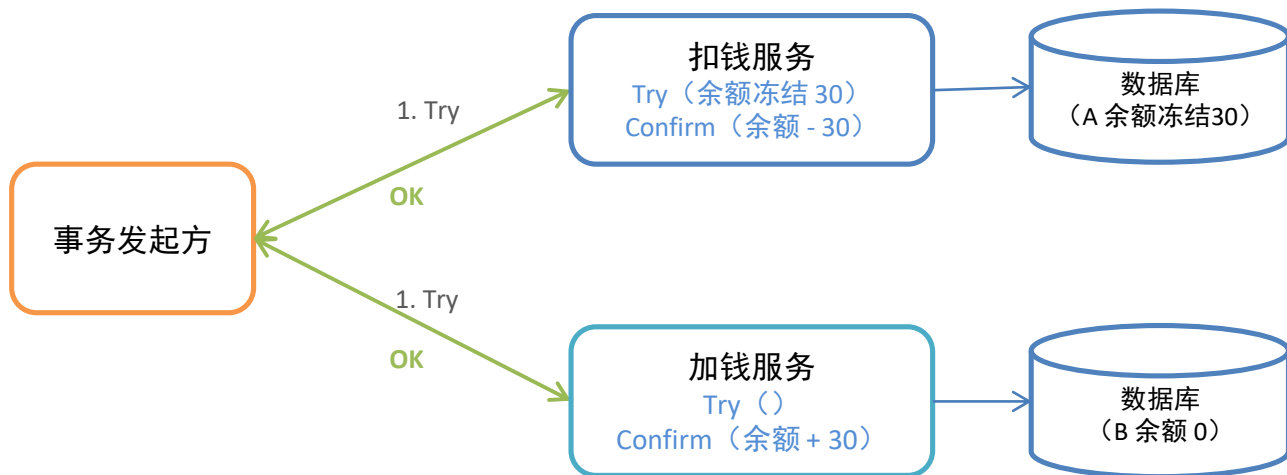 扣钱服务
Try（余额冻结 30）
Confirm（余额 - 30）
数据库
（A 余额冻结30）
1. Try
OK
事务发起方
1. Try
OK
加钱服务
Try（）
Confirm（余额 + 30）
数据库
（B 余额 0）